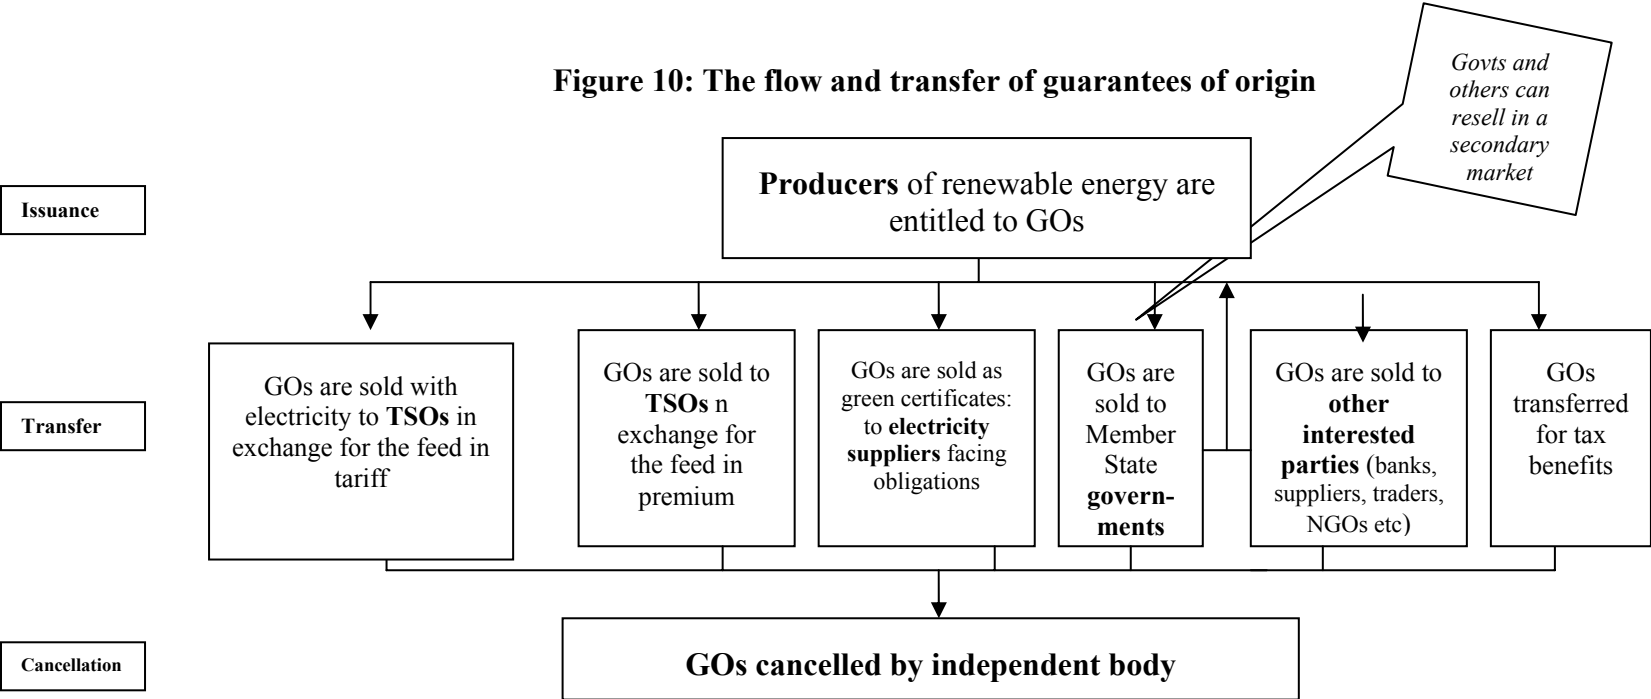 Govts and
others can
resell in a
secondary
market
Figure 10: The flow and transfer of guarantees of origin
Issuance
Producers of renewable energy are
entitled to GOs
Transfer
GOs are sold with
electricity to TSOs in
exchange for the feed in
tariff
GOs are sold to
TSOs n
exchange for
the feed in
premium
GOs are sold as
green certificates:
to electricity
suppliers facing
obligations
GOs are
sold to
Member
State
govern-
ments
GOs are sold to
other
interested
parties (banks,
suppliers, traders,
NGOs etc)
GOs
transferred
for tax
benefits
Cancellation
GOs cancelled by independent body